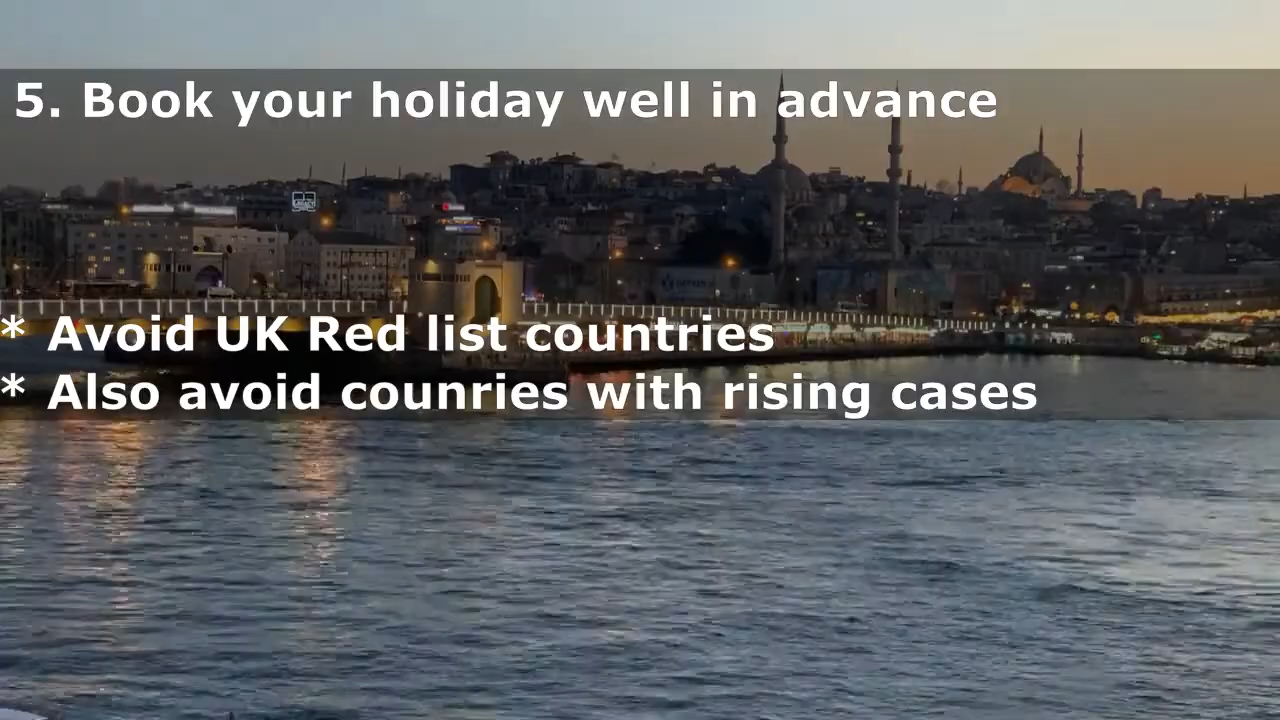 5. Book your holiday well in advance
* Avoid UK Red list countries
* Also avoid counries with rising cases